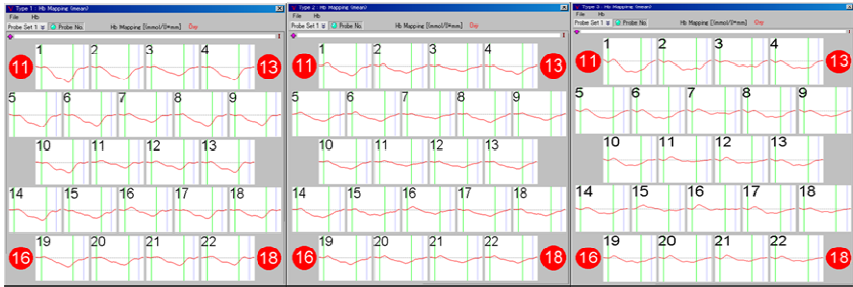 Type 1 : Hb Mapping (mean)
File Hb
Probe Set 1 Probe No. Hb Mapping [(mmol/l)*mm] Oxy
1 2 3 4
11 13
5 6 7 8 9
10 11 12 13
14 15 16 17 18
19 20 21 22
16 18
Type 2 : Hb Mapping (mean)
File Hb
Probe Set 1 Probe No. Hb Mapping [(mmol/l)*mm] Oxy
1 2 3 4
11 13
5 6 7 8 9
10 11 12 13
14 15 16 17 18
19 20 21 22
16 18
Type 3 : Hb Mapping (mean)
File Hb
Probe Set 1 Probe No. Hb Mapping [(mmol/l)*mm] Oxy
1 2 3 4
11 13
5 6 7 8 9
10 11 12 13
14 15 16 17 18
19 20 21 22
16 18